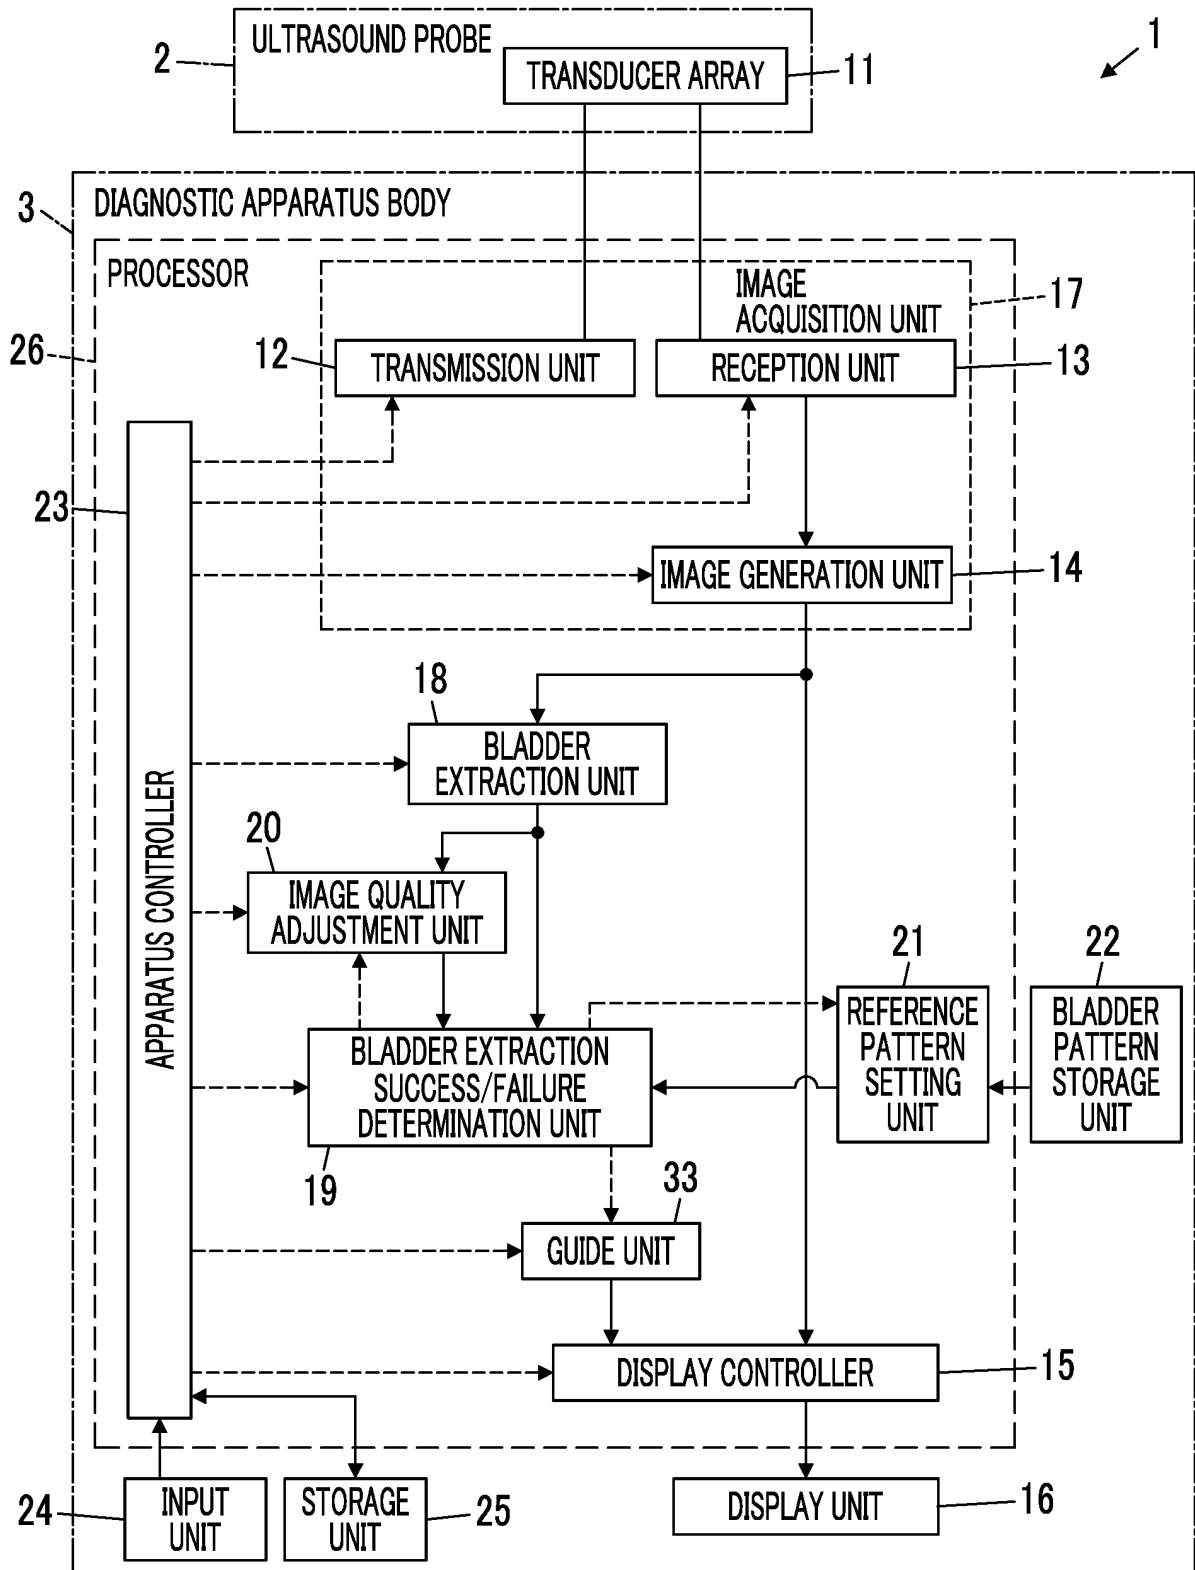 ULTRASOUND PROBE
2
TRANSDUCER ARRAY
11
1
3
DIAGNOSTIC APPARATUS BODY
PROCESSOR
26
IMAGE
ACQUISITION UNIT
17
12
TRANSMISSION UNIT
RECEPTION UNIT
13
23
APPARATUS CONTROLLER
IMAGE GENERATION UNIT
14
18
BLADDER
EXTRACTION UNIT
20
IMAGE QUALITY
ADJUSTMENT UNIT
21
REFERENCE
PATTERN
SETTING
UNIT
22
BLADDER
PATTERN
STORAGE
UNIT
BLADDER EXTRACTION
SUCCESS/FAILURE
DETERMINATION UNIT
19
33
GUIDE UNIT
DISPLAY CONTROLLER
15
24
INPUT
UNIT
STORAGE
UNIT
25
DISPLAY UNIT
16